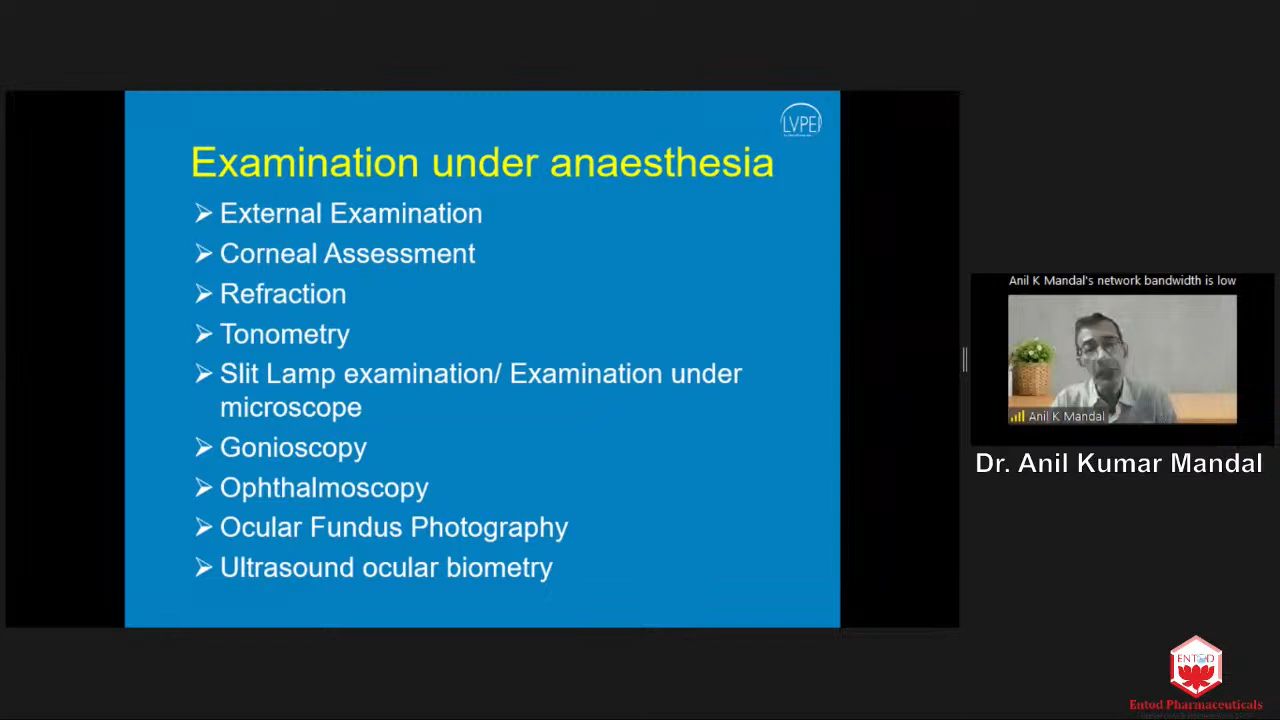 LVPEI
Examination under anaesthesia
➢ External Examination
➢ Corneal Assessment
➢ Refraction
➢ Tonometry
➢ Slit Lamp examination/ Examination under
microscope
➢ Gonioscopy
➢ Ophthalmoscopy
➢ Ocular Fundus Photography
➢ Ultrasound ocular biometry
Anil K Mandal's network bandwidth is low
Anil K Mandal
Dr. Anil Kumar Mandal
ENTOD
Entod Pharmaceuticals